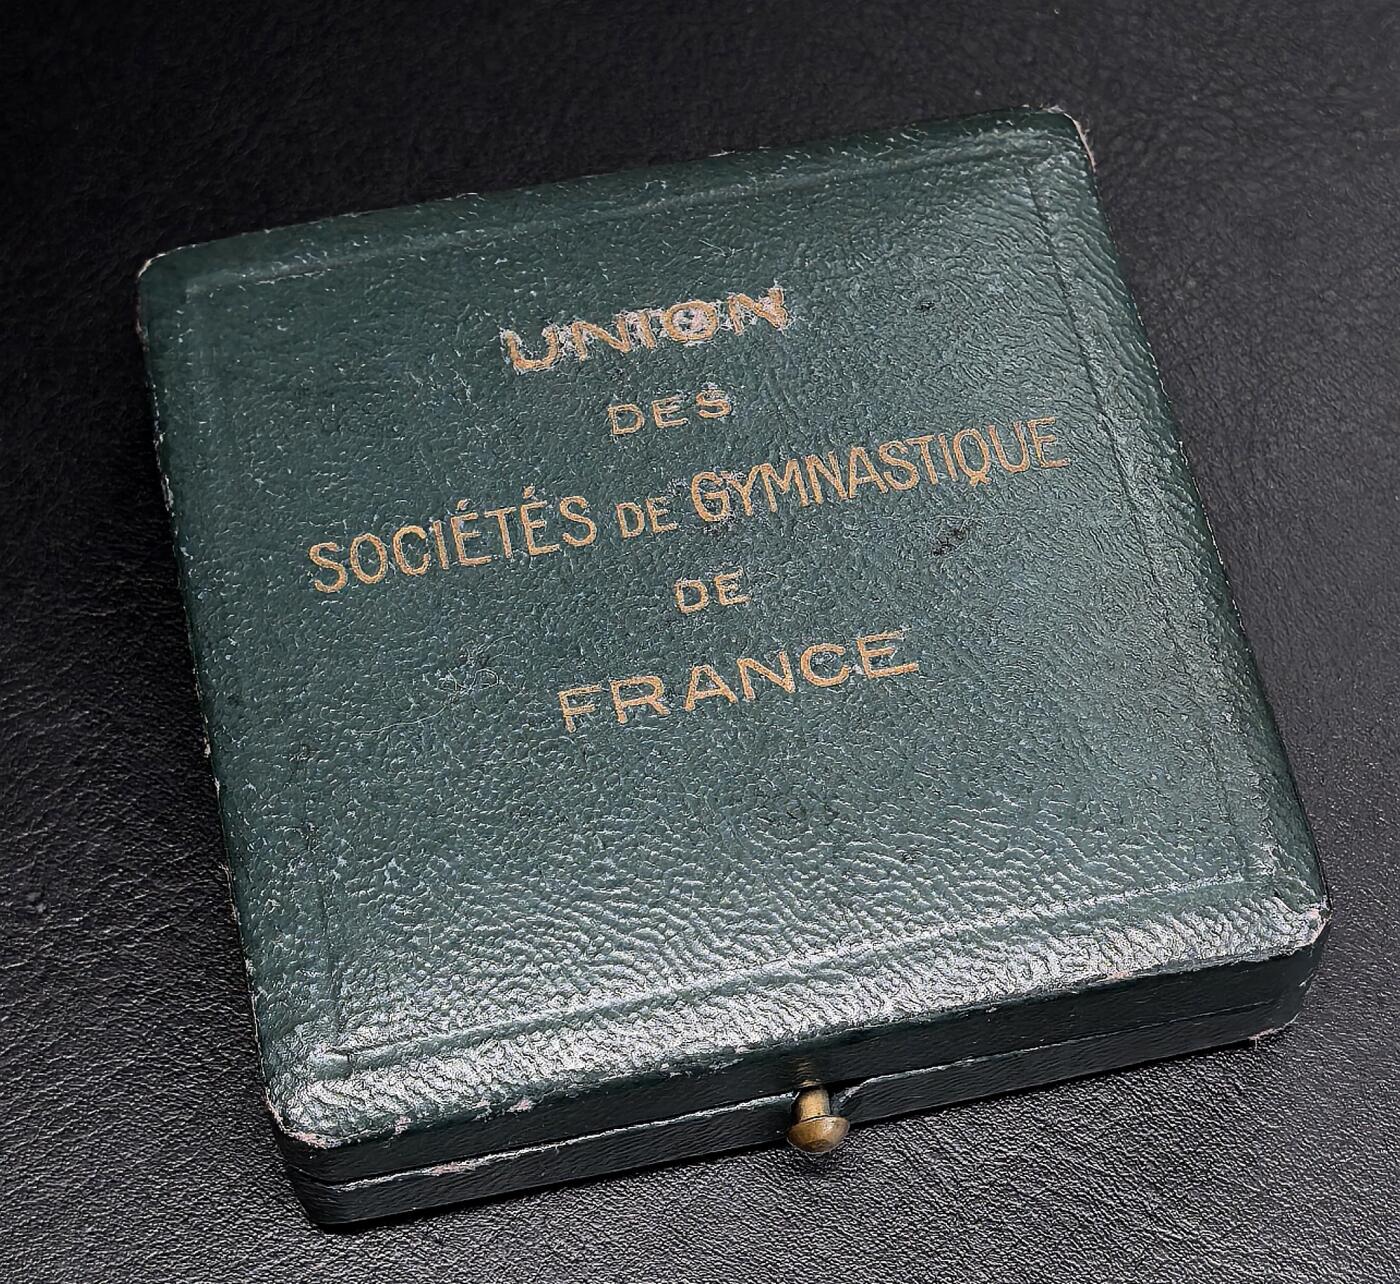 UNION
DES
SOCIÉTÉS DE GYMNASTIQUE
DE
FRANCE